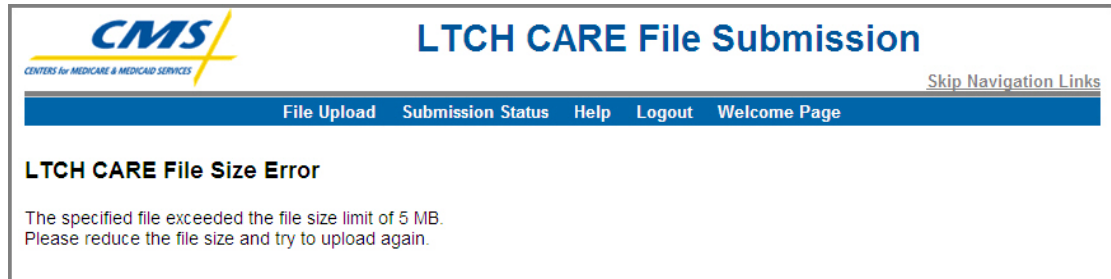 CMS
CENTERS for MEDICARE & MEDICAID SERVICES
LTCH CARE File Submission
Skip Navigation Links
File Upload Submission Status Help Logout Welcome Page
LTCH CARE File Size Error
The specified file exceeded the file size limit of 5 MB.
Please reduce the file size and try to upload again.